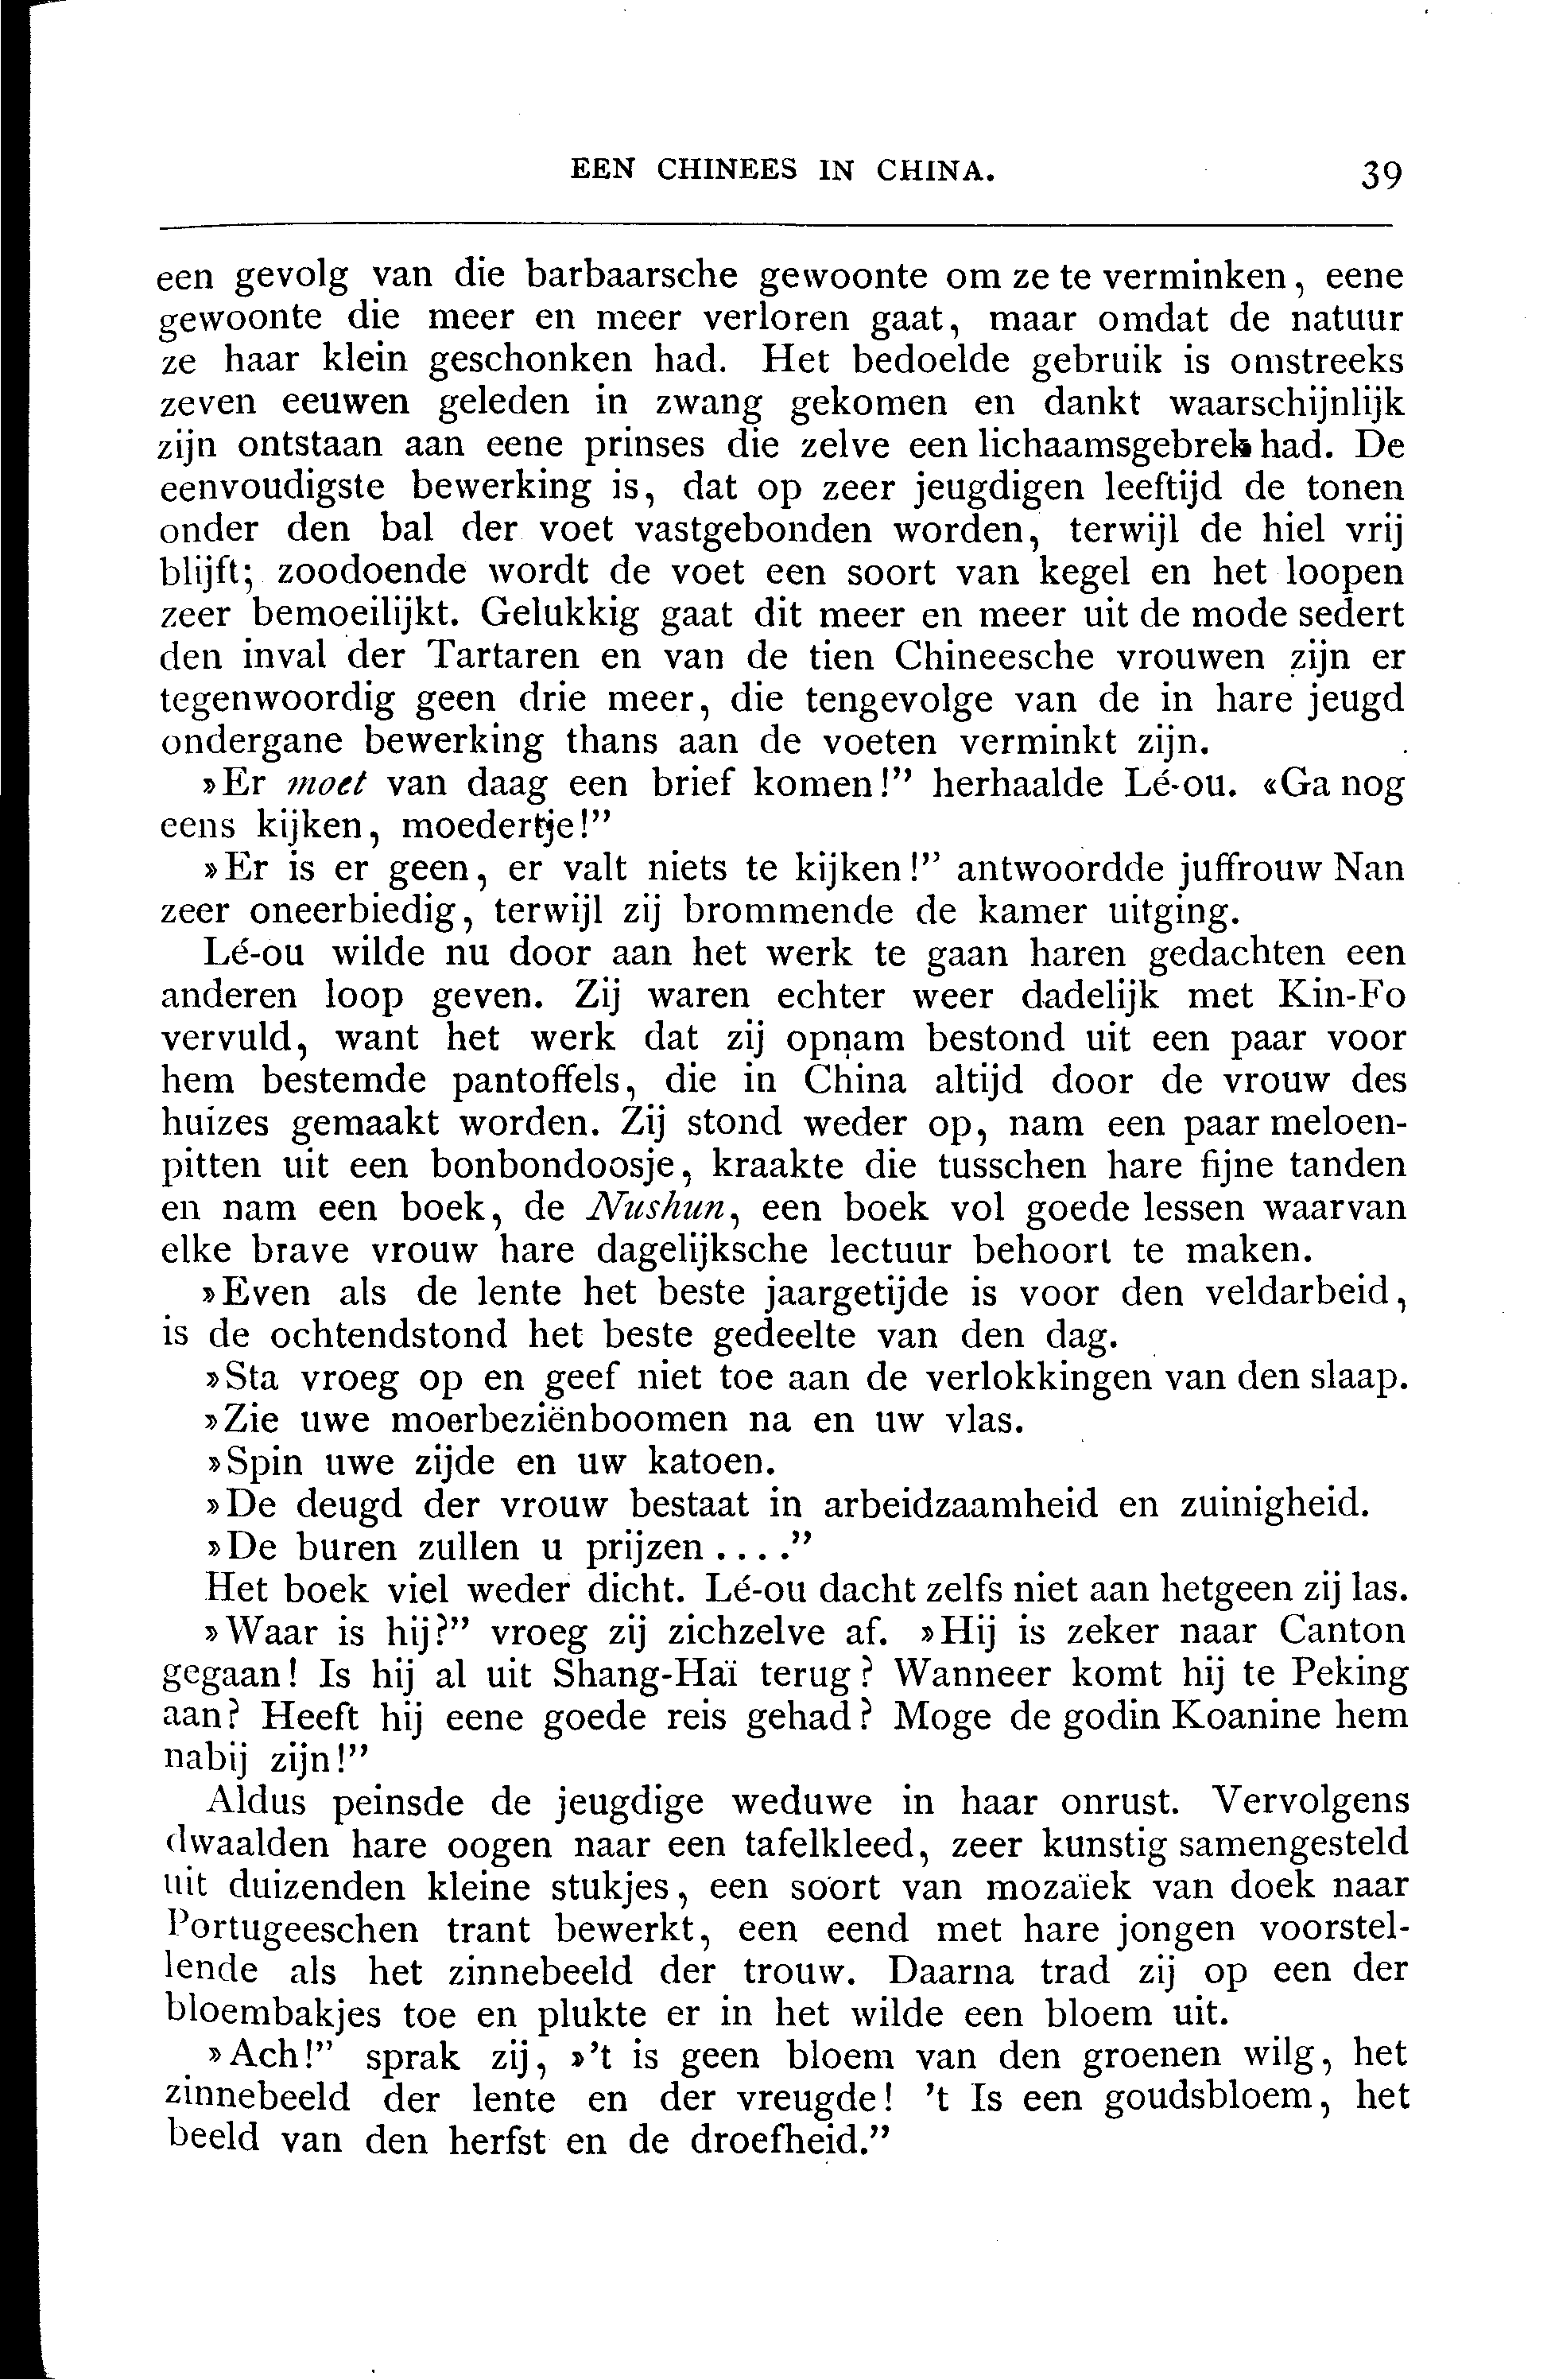 EEN CHINEES IN CHINA. 39
een gevolg van die barbaarsche gewoonte om ze te verminken, eene
gewoonte die meer en meer verloren gaat, maar omdat de natuur
ze haar klein geschonken had. Het bedoelde gebruik is omstreeks
zeven eeuwen geleden in zwang gekomen en dankt waarschijnlijk
zijn ontstaan aan eene prinses die zelve een lichaamsgebrek had. De
eenvoudigste bewerking is, dat op zeer jeugdigen leeftijd de tonen
onder den bal der voet vastgebonden worden, terwijl de hiel vrij
blijft; zoodoende wordt de voet een soort van kegel en het loopen
zeer bemoeilijkt. Gelukkig gaat dit meer en meer uit de mode sedert
den inval der Tartaren en van de tien Chineesche vrouwen zijn er
tegenwoordig geen drie meer, die tengevolge van de in hare jeugd
ondergane bewerking thans aan de voeten verminkt zijn.
»Er moet van daag een brief komen!” herhaalde Lé-ou. «Ga nog
eens kijken, moedertje!”
»Er is er geen, er valt niets te kijken!” antwoordde juffrouw Nan
zeer oneerbiedig, terwijl zij brommende de kamer uitging.
Lé-ou wilde nu door aan het werk te gaan haren gedachten een
anderen loop geven. Zij waren echter weer dadelijk met Kin-Fo
vervuld, want het werk dat zij opnam bestond uit een paar voor
hem bestemde pantoffels, die in China altijd door de vrouw des
huizes gemaakt worden. Zij stond weder op, nam een paar meloen-
pitten uit een bonbondoosje, kraakte die tusschen hare fijne tanden
en nam een boek, de Nushun, een boek vol goede lessen waarvan
elke brave vrouw hare dagelijksche lectuur behoort te maken.
»Even als de lente het beste jaargetijde is voor den veldarbeid,
is de ochtendstond het beste gedeelte van den dag.
»Sta vroeg op en geef niet toe aan de verlokkingen van den slaap.
»Zie uwe moerbeziënboomen na en uw vlas.
»Spin uwe zijde en uw katoen.
»De deugd der vrouw bestaat in arbeidzaamheid en zuinigheid.
»De buren zullen u prijzen ....”
Het boek viel weder dicht. Lé-ou dacht zelfs niet aan hetgeen zij las.
»Waar is hij?” vroeg zij zichzelve af. »Hij is zeker naar Canton
gegaan! Is hij al uit Shang-Haï terug? Wanneer komt hij te Peking
aan? Heeft hij eene goede reis gehad? Moge de godin Koanine hem
nabij zijn!”
Aldus peinsde de jeugdige weduwe in haar onrust. Vervolgens
dwaalden hare oogen naar een tafelkleed, zeer kunstig samengesteld
uit duizenden kleine stukjes, een soort van mozaïek van doek naar
Portugeeschen trant bewerkt, een eend met hare jongen voorstel-
lende als het zinnebeeld der trouw. Daarna trad zij op een der
bloembakjes toe en plukte er in het wilde een bloem uit.
»Ach!” sprak zij, »’t is geen bloem van den groenen wilg, het
zinnebeeld der lente en der vreugde! ’t Is een goudsbloem, het
beeld van den herfst en de droefheid.”